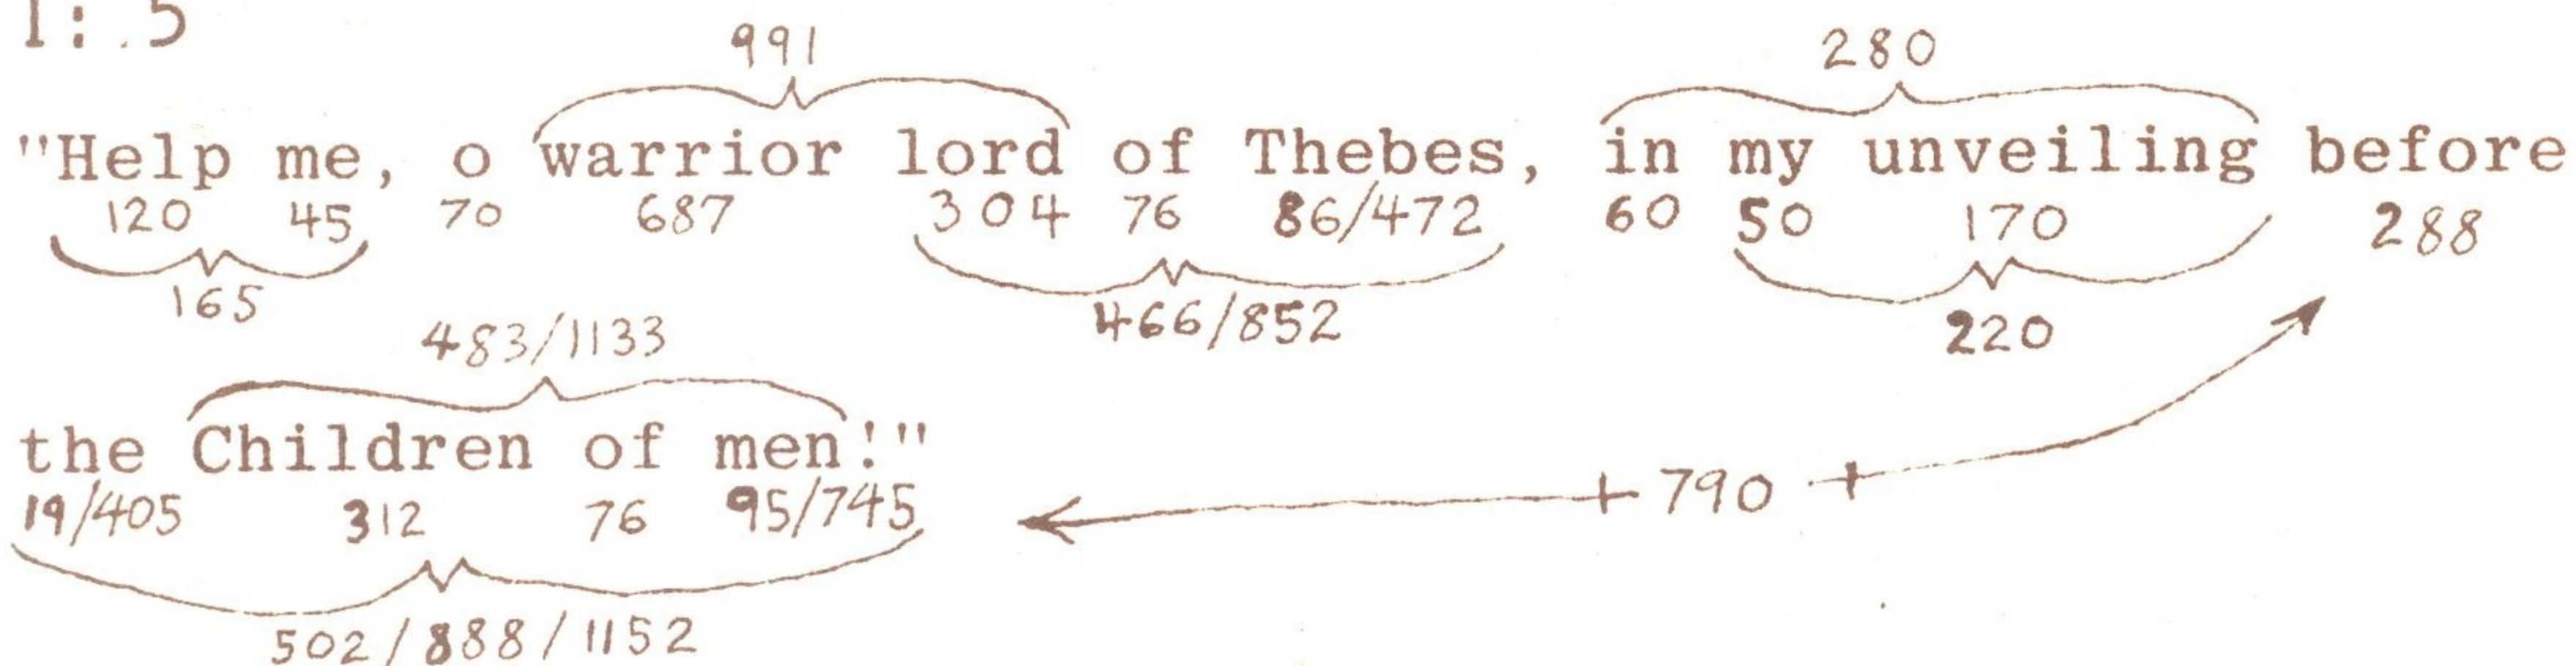 I: .5
991 280
"Help me, o warrior lord of Thebes, in my unveiling before
120 45 70 687 304 76 86/472 60 50 170 288
165 466/852 220
483/1133
the Children of men!" + 790 +
19/405 312 76 95/745
502/888/1152